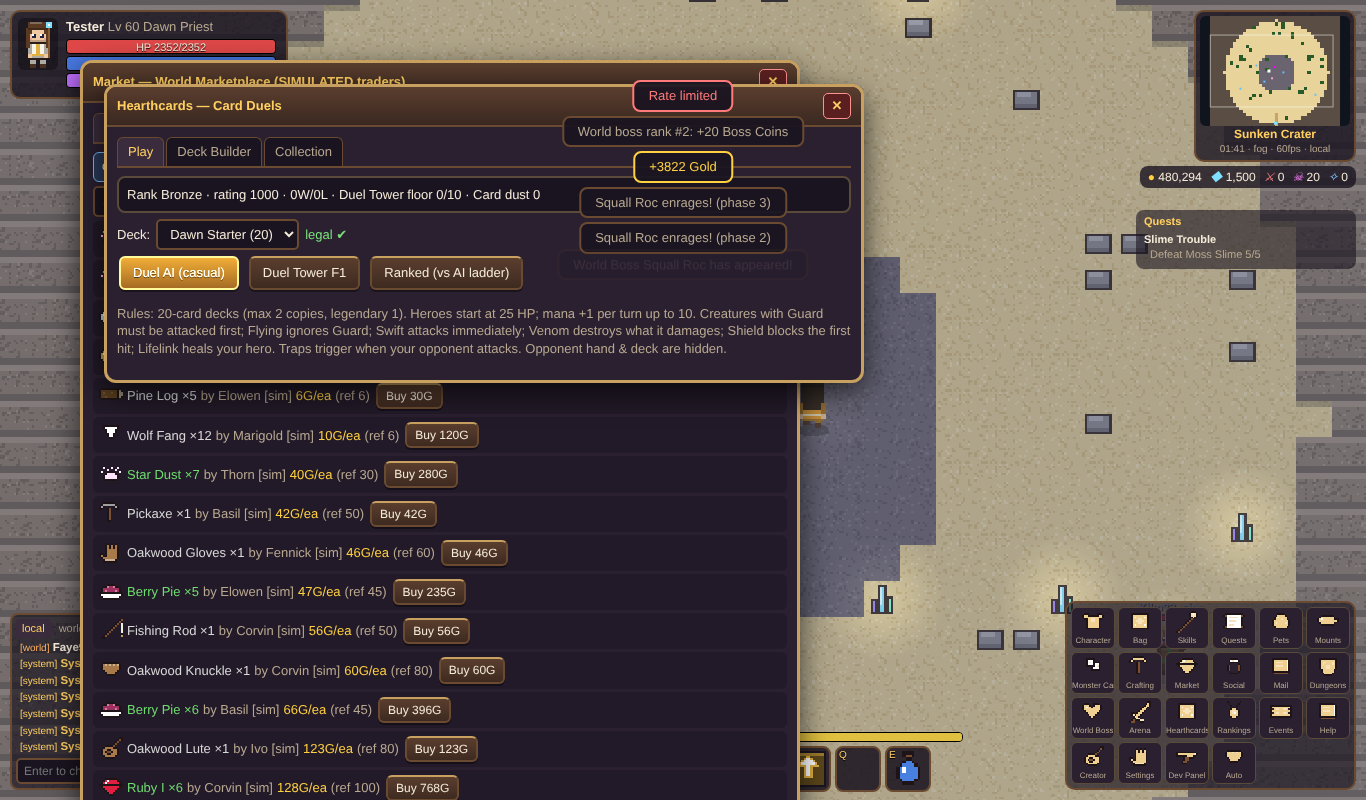 Tester Lv 60 Dawn Priest
HP 2352/2352
Market — World Marketplace (SIMULATED traders)
×
Hearthcards — Card Duels
×
Rate limited
World boss rank #2: +20 Boss Coins
+3822 Gold
Squall Roc enrages! (phase 3)
Squall Roc enrages! (phase 2)
World Boss Squall Roc has appeared!
Play
Deck Builder
Collection
Rank Bronze · rating 1000 · 0W/0L · Duel Tower floor 0/10 · Card dust 0
Deck: Dawn Starter (20) legal ✔
Duel AI (casual)
Duel Tower F1
Ranked (vs AI ladder)
Rules: 20-card decks (max 2 copies, legendary 1). Heroes start at 25 HP; mana +1 per turn up to 10. Creatures with Guard
must be attacked first; Flying ignores Guard; Swift attacks immediately; Venom destroys what it damages; Shield blocks the first
hit; Lifelink heals your hero. Traps trigger when your opponent attacks. Opponent hand & deck are hidden.
Pine Log ×5 by Elowen [sim] 6G/ea (ref 6) Buy 30G
Wolf Fang ×12 by Marigold [sim] 10G/ea (ref 6) Buy 120G
Star Dust ×7 by Thorn [sim] 40G/ea (ref 30) Buy 280G
Pickaxe ×1 by Basil [sim] 42G/ea (ref 50) Buy 42G
Oakwood Gloves ×1 by Fennick [sim] 46G/ea (ref 60) Buy 46G
Berry Pie ×5 by Elowen [sim] 47G/ea (ref 45) Buy 235G
Fishing Rod ×1 by Corvin [sim] 56G/ea (ref 50) Buy 56G
Oakwood Knuckle ×1 by Corvin [sim] 60G/ea (ref 80) Buy 60G
Berry Pie ×6 by Basil [sim] 66G/ea (ref 45) Buy 396G
Oakwood Lute ×1 by Ivo [sim] 123G/ea (ref 80) Buy 123G
Ruby I ×6 by Corvin [sim] 128G/ea (ref 100) Buy 768G
Sunken Crater
01:41 · fog · 60fps · local
480,294 1,500 0 20 0
Quests
Slime Trouble
Defeat Moss Slime 5/5
local
[world]
[system] Sys
[system] Sys
[system] Sys
[system] Sys
[system] Sys
[system] Sys
Enter to ch
Q
E
Character
Bag
Skills
Quests
Pets
Mounts
Monster Ca
Crafting
Market
Social
Mail
Dungeons
World Boss
Arena
Hearthcards
Rankings
Events
Help
Creator
Settings
Dev Panel
Auto